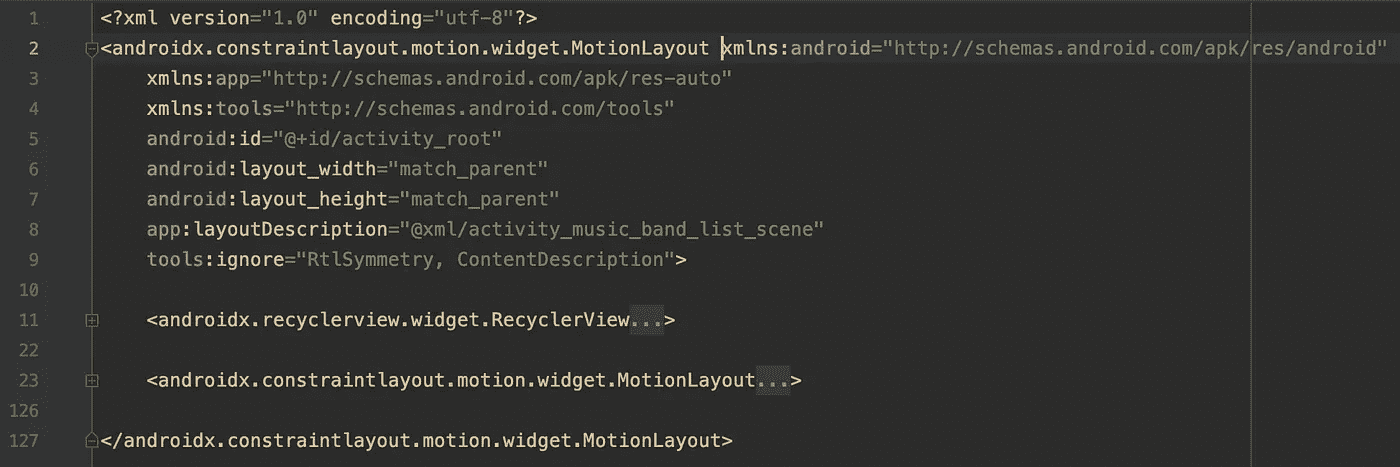 1 <?xml version="1.0" encoding="utf-8"?>
2 <androidx.constraintlayout.motion.widget.MotionLayout xmlns:android="http://schemas.android.com/apk/res/android"
3 xmlns:app="http://schemas.android.com/apk/res-auto"
4 xmlns:tools="http://schemas.android.com/tools"
5 android:id="@+id/activity_root"
6 android:layout_width="match_parent"
7 android:layout_height="match_parent"
8 app:layoutDescription="@xml/activity_music_band_list_scene"
9 tools:ignore="RtlSymmetry, ContentDescription">
10
11 <androidx.recyclerview.widget.RecyclerView...>
22
23 <androidx.constraintlayout.motion.widget.MotionLayout...>
126
127 </androidx.constraintlayout.motion.widget.MotionLayout>